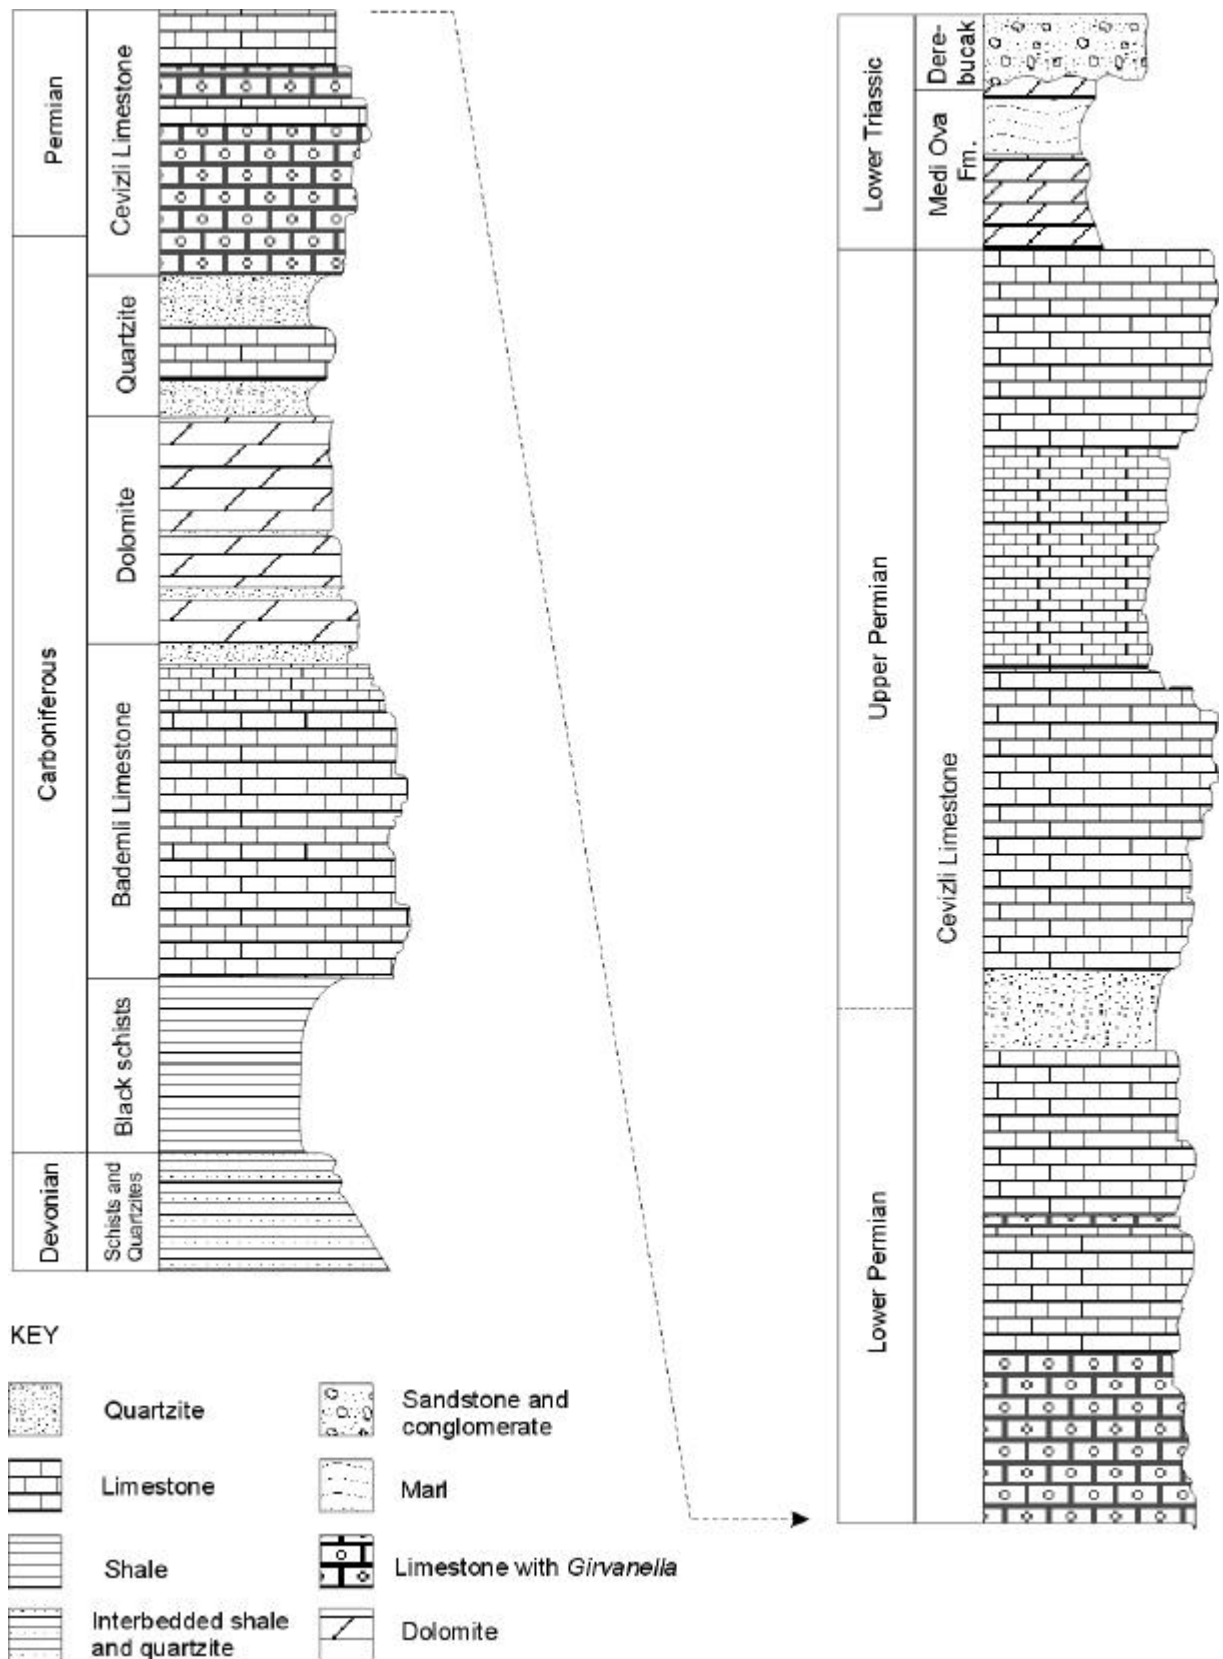 Permian
Carboniferous
Devonian
Cevizli Limestone
Quartzite
Dolomite
Bademli Limestone
Black schists
Schists and
Quartzites
Lower Triassic
Upper Permian
Lower Permian
Dere-
bucak
Medi Ova
Fm.
Cevizli Limestone
KEY
Quartzite
Limestone
Shale
Interbedded shale
and quartzite
Sandstone and
conglomerate
Marl
Limestone with Girvanella
Dolomite